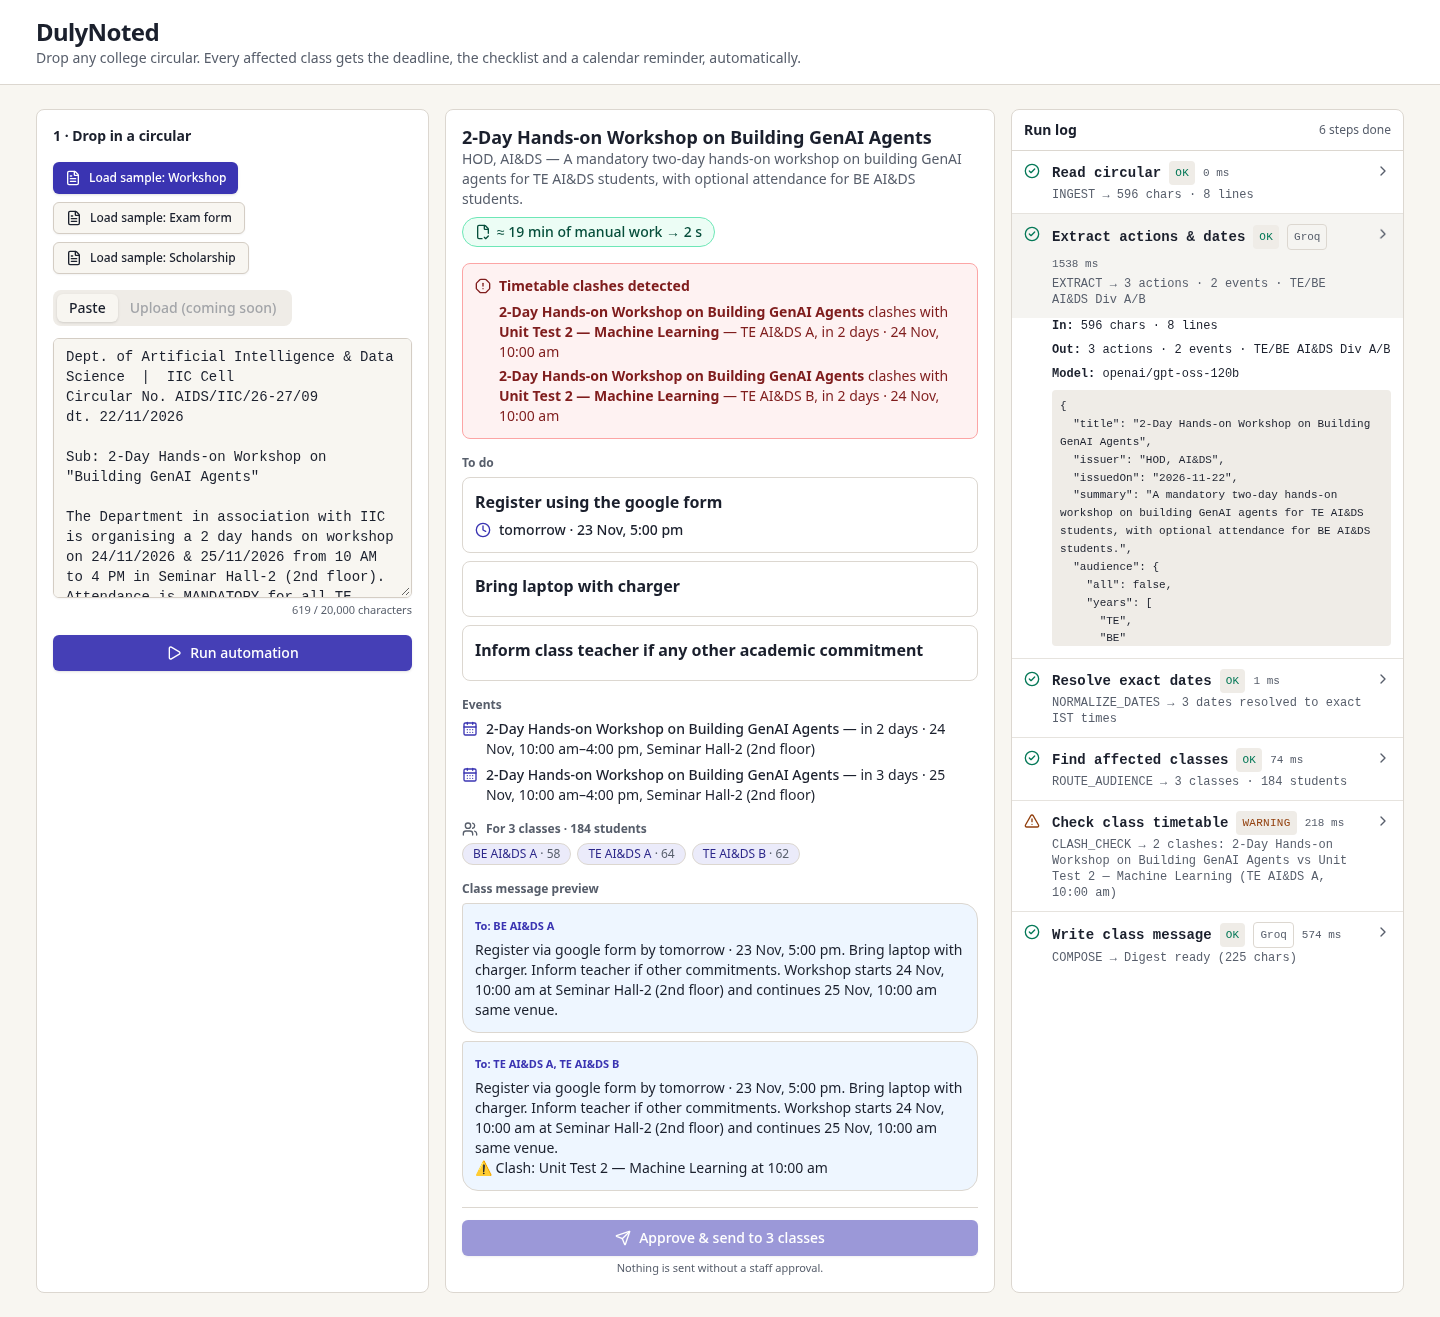 DulyNoted
Drop any college circular. Every affected class gets the deadline, the checklist and a calendar reminder, automatically.
1 · Drop in a circular
Load sample: Workshop
Load sample: Exam form
Load sample: Scholarship
Paste
Upload (coming soon)
Dept. of Artificial Intelligence & Data
Science | IIC Cell
Circular No. AIDS/IIC/26-27/09
dt. 22/11/2026
Sub: 2-Day Hands-on Workshop on
"Building GenAI Agents"
The Department in association with IIC
is organising a 2 day hands on workshop
on 24/11/2026 & 25/11/2026 from 10 AM
to 4 PM in Seminar Hall-2 (2nd floor).
Attendance is MANDATORY for all TE
619 / 20,000 characters
Run automation
2-Day Hands-on Workshop on Building GenAI Agents
HOD, AI&DS — A mandatory two-day hands-on workshop on building GenAI
agents for TE AI&DS students, with optional attendance for BE AI&DS
students.
≈ 19 min of manual work → 2 s
Timetable clashes detected
2-Day Hands-on Workshop on Building GenAI Agents clashes with
Unit Test 2 — Machine Learning — TE AI&DS A, in 2 days · 24 Nov,
10:00 am
2-Day Hands-on Workshop on Building GenAI Agents clashes with
Unit Test 2 — Machine Learning — TE AI&DS B, in 2 days · 24 Nov,
10:00 am
To do
Register using the google form
tomorrow · 23 Nov, 5:00 pm
Bring laptop with charger
Inform class teacher if any other academic commitment
Events
2-Day Hands-on Workshop on Building GenAI Agents — in 2 days · 24
Nov, 10:00 am–4:00 pm, Seminar Hall-2 (2nd floor)
2-Day Hands-on Workshop on Building GenAI Agents — in 3 days · 25
Nov, 10:00 am–4:00 pm, Seminar Hall-2 (2nd floor)
For 3 classes · 184 students
BE AI&DS A · 58
TE AI&DS A · 64
TE AI&DS B · 62
Class message preview
To: BE AI&DS A
Register via google form by tomorrow · 23 Nov, 5:00 pm. Bring laptop with
charger. Inform teacher if other commitments. Workshop starts 24 Nov,
10:00 am at Seminar Hall-2 (2nd floor) and continues 25 Nov, 10:00 am
same venue.
To: TE AI&DS A, TE AI&DS B
Register via google form by tomorrow · 23 Nov, 5:00 pm. Bring laptop with
charger. Inform teacher if other commitments. Workshop starts 24 Nov,
10:00 am at Seminar Hall-2 (2nd floor) and continues 25 Nov, 10:00 am
same venue.
⚠️ Clash: Unit Test 2 — Machine Learning at 10:00 am
Approve & send to 3 classes
Nothing is sent without a staff approval.
Run log
6 steps done
Read circular OK 0 ms
INGEST → 596 chars · 8 lines
Extract actions & dates OK Groq
1538 ms
EXTRACT → 3 actions · 2 events · TE/BE
AI&DS Div A/B
In: 596 chars · 8 lines
Out: 3 actions · 2 events · TE/BE AI&DS Div A/B
Model: openai/gpt-oss-120b
{
"title": "2-Day Hands-on Workshop on Building
GenAI Agents",
"issuer": "HOD, AI&DS",
"issuedOn": "2026-11-22",
"summary": "A mandatory two-day hands-on
workshop on building GenAI agents for TE AI&DS
students, with optional attendance for BE AI&DS
students.",
"audience": {
"all": false,
"years": [
"TE",
"BE"
Resolve exact dates OK 1 ms
NORMALIZE_DATES → 3 dates resolved to exact
IST times
Find affected classes OK 74 ms
ROUTE_AUDIENCE → 3 classes · 184 students
Check class timetable WARNING 218 ms
CLASH_CHECK → 2 clashes: 2-Day Hands-on
Workshop on Building GenAI Agents vs Unit
Test 2 — Machine Learning (TE AI&DS A,
10:00 am)
Write class message OK Groq 574 ms
COMPOSE → Digest ready (225 chars)